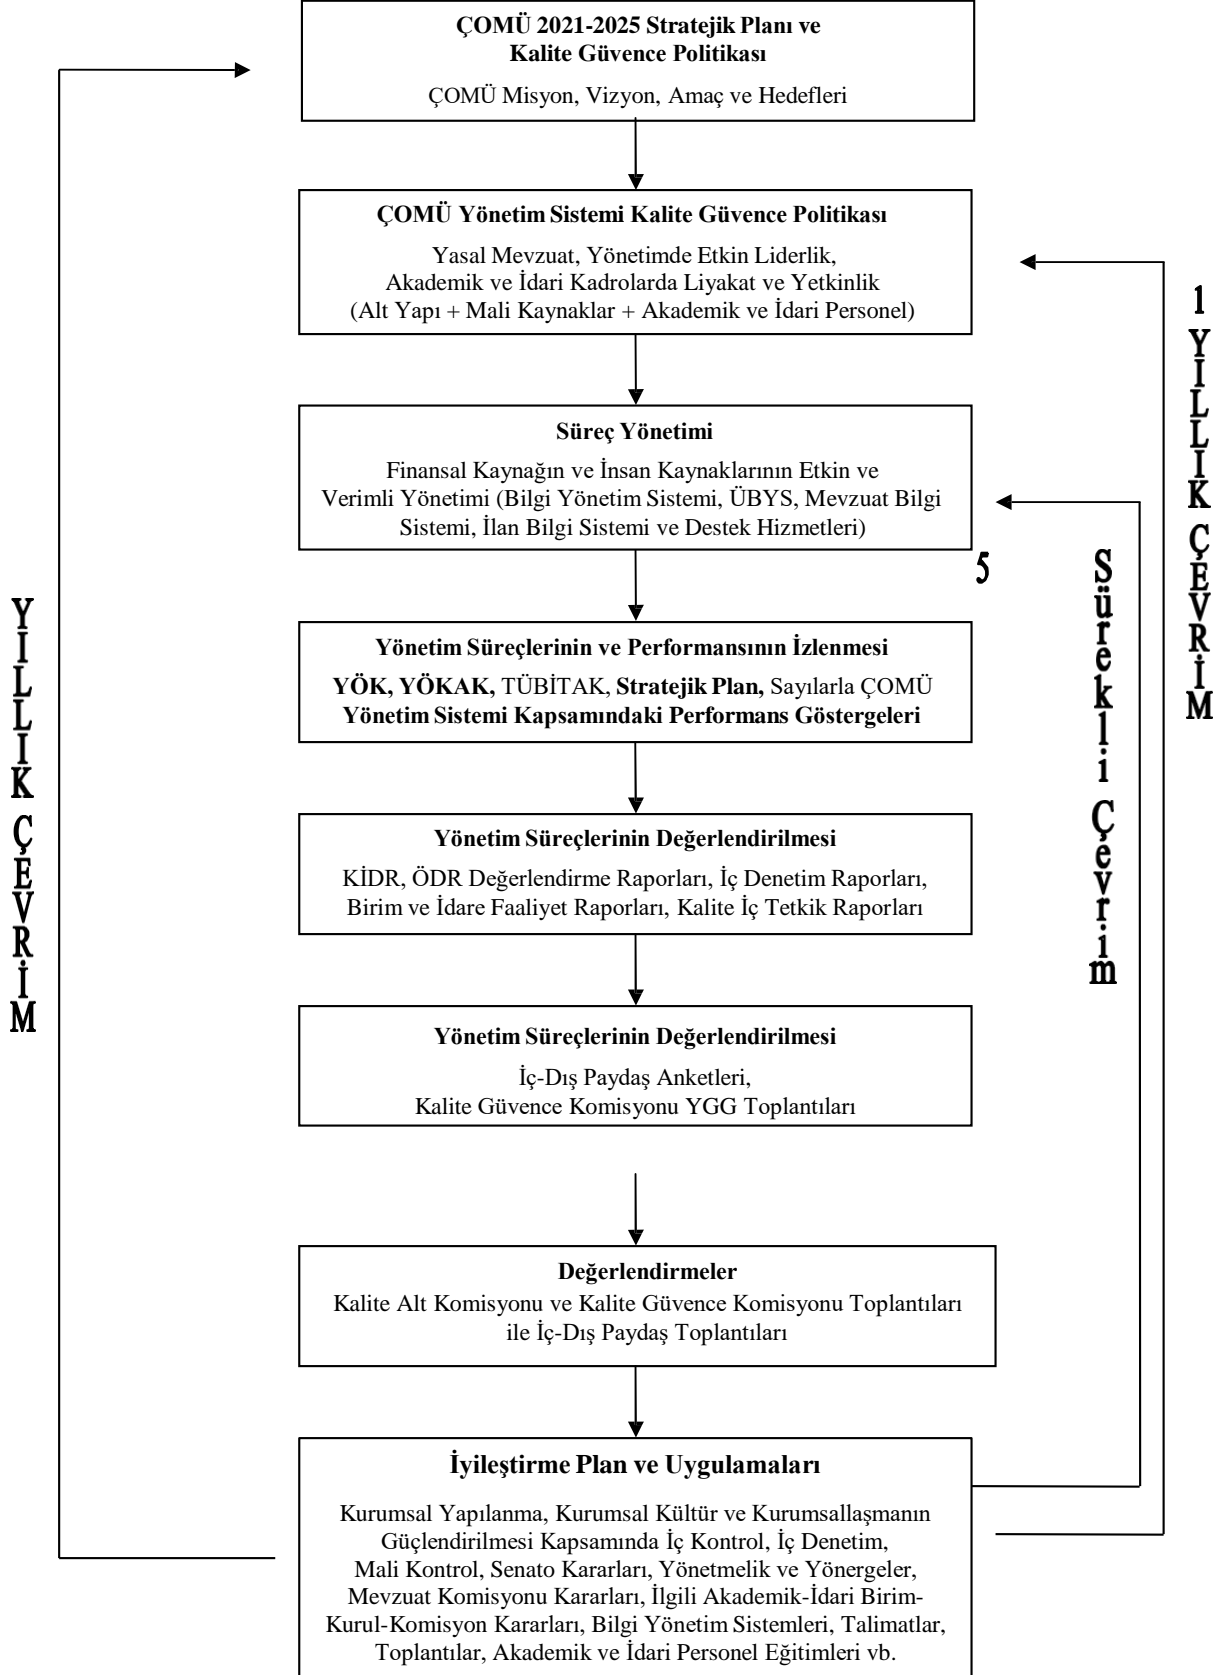 ÇOMÜ 2021-2025 Stratejik Planı ve
Kalite Güvence Politikası
ÇOMÜ Misyon, Vizyon, Amaç ve Hedefleri
ÇOMÜ Yönetim Sistemi Kalite Güvence Politikası
Yasal Mevzuat, Yönetimde Etkin Liderlik,
Akademik ve İdari Kadrolarda Liyakat ve Yetkinlik
(Alt Yapı + Mali Kaynaklar + Akademik ve İdari Personel)
Süreç Yönetimi
Finansal Kaynağın ve İnsan Kaynaklarının Etkin ve
Verimli Yönetimi (Bilgi Yönetim Sistemi, ÜBYS, Mevzuat Bilgi
Sistemi, İlan Bilgi Sistemi ve Destek Hizmetleri)
5
Yönetim Süreçlerinin ve Performansının İzlenmesi
YÖK, YÖKAK, TÜBİTAK, Stratejik Plan, Sayılarla ÇOMÜ
Yönetim Sistemi Kapsamındaki Performans Göstergeleri
Yönetim Süreçlerinin Değerlendirilmesi
KİDR, ÖDR Değerlendirme Raporları, İç Denetim Raporları,
Birim ve İdare Faaliyet Raporları, Kalite İç Tetkik Raporları
Yönetim Süreçlerinin Değerlendirilmesi
İç-Dış Paydaş Anketleri,
Kalite Güvence Komisyonu YGG Toplantıları
Değerlendirmeler
Kalite Alt Komisyonu ve Kalite Güvence Komisyonu Toplantıları
ile İç-Dış Paydaş Toplantıları
İyileştirme Plan ve Uygulamaları
Kurumsal Yapılanma, Kurumsal Kültür ve Kurumsallaşmanın
Güçlendirilmesi Kapsamında İç Kontrol, İç Denetim,
Mali Kontrol, Senato Kararları, Yönetmelik ve Yönergeler,
Mevzuat Komisyonu Kararları, İlgili Akademik-İdari Birim-
Kurul-Komisyon Kararları, Bilgi Yönetim Sistemleri, Talimatlar,
Toplantılar, Akademik ve İdari Personel Eğitimleri vb.
YILLIK ÇEVRİM
Sürekli Çevrim
1 YILLIK ÇEVRİM